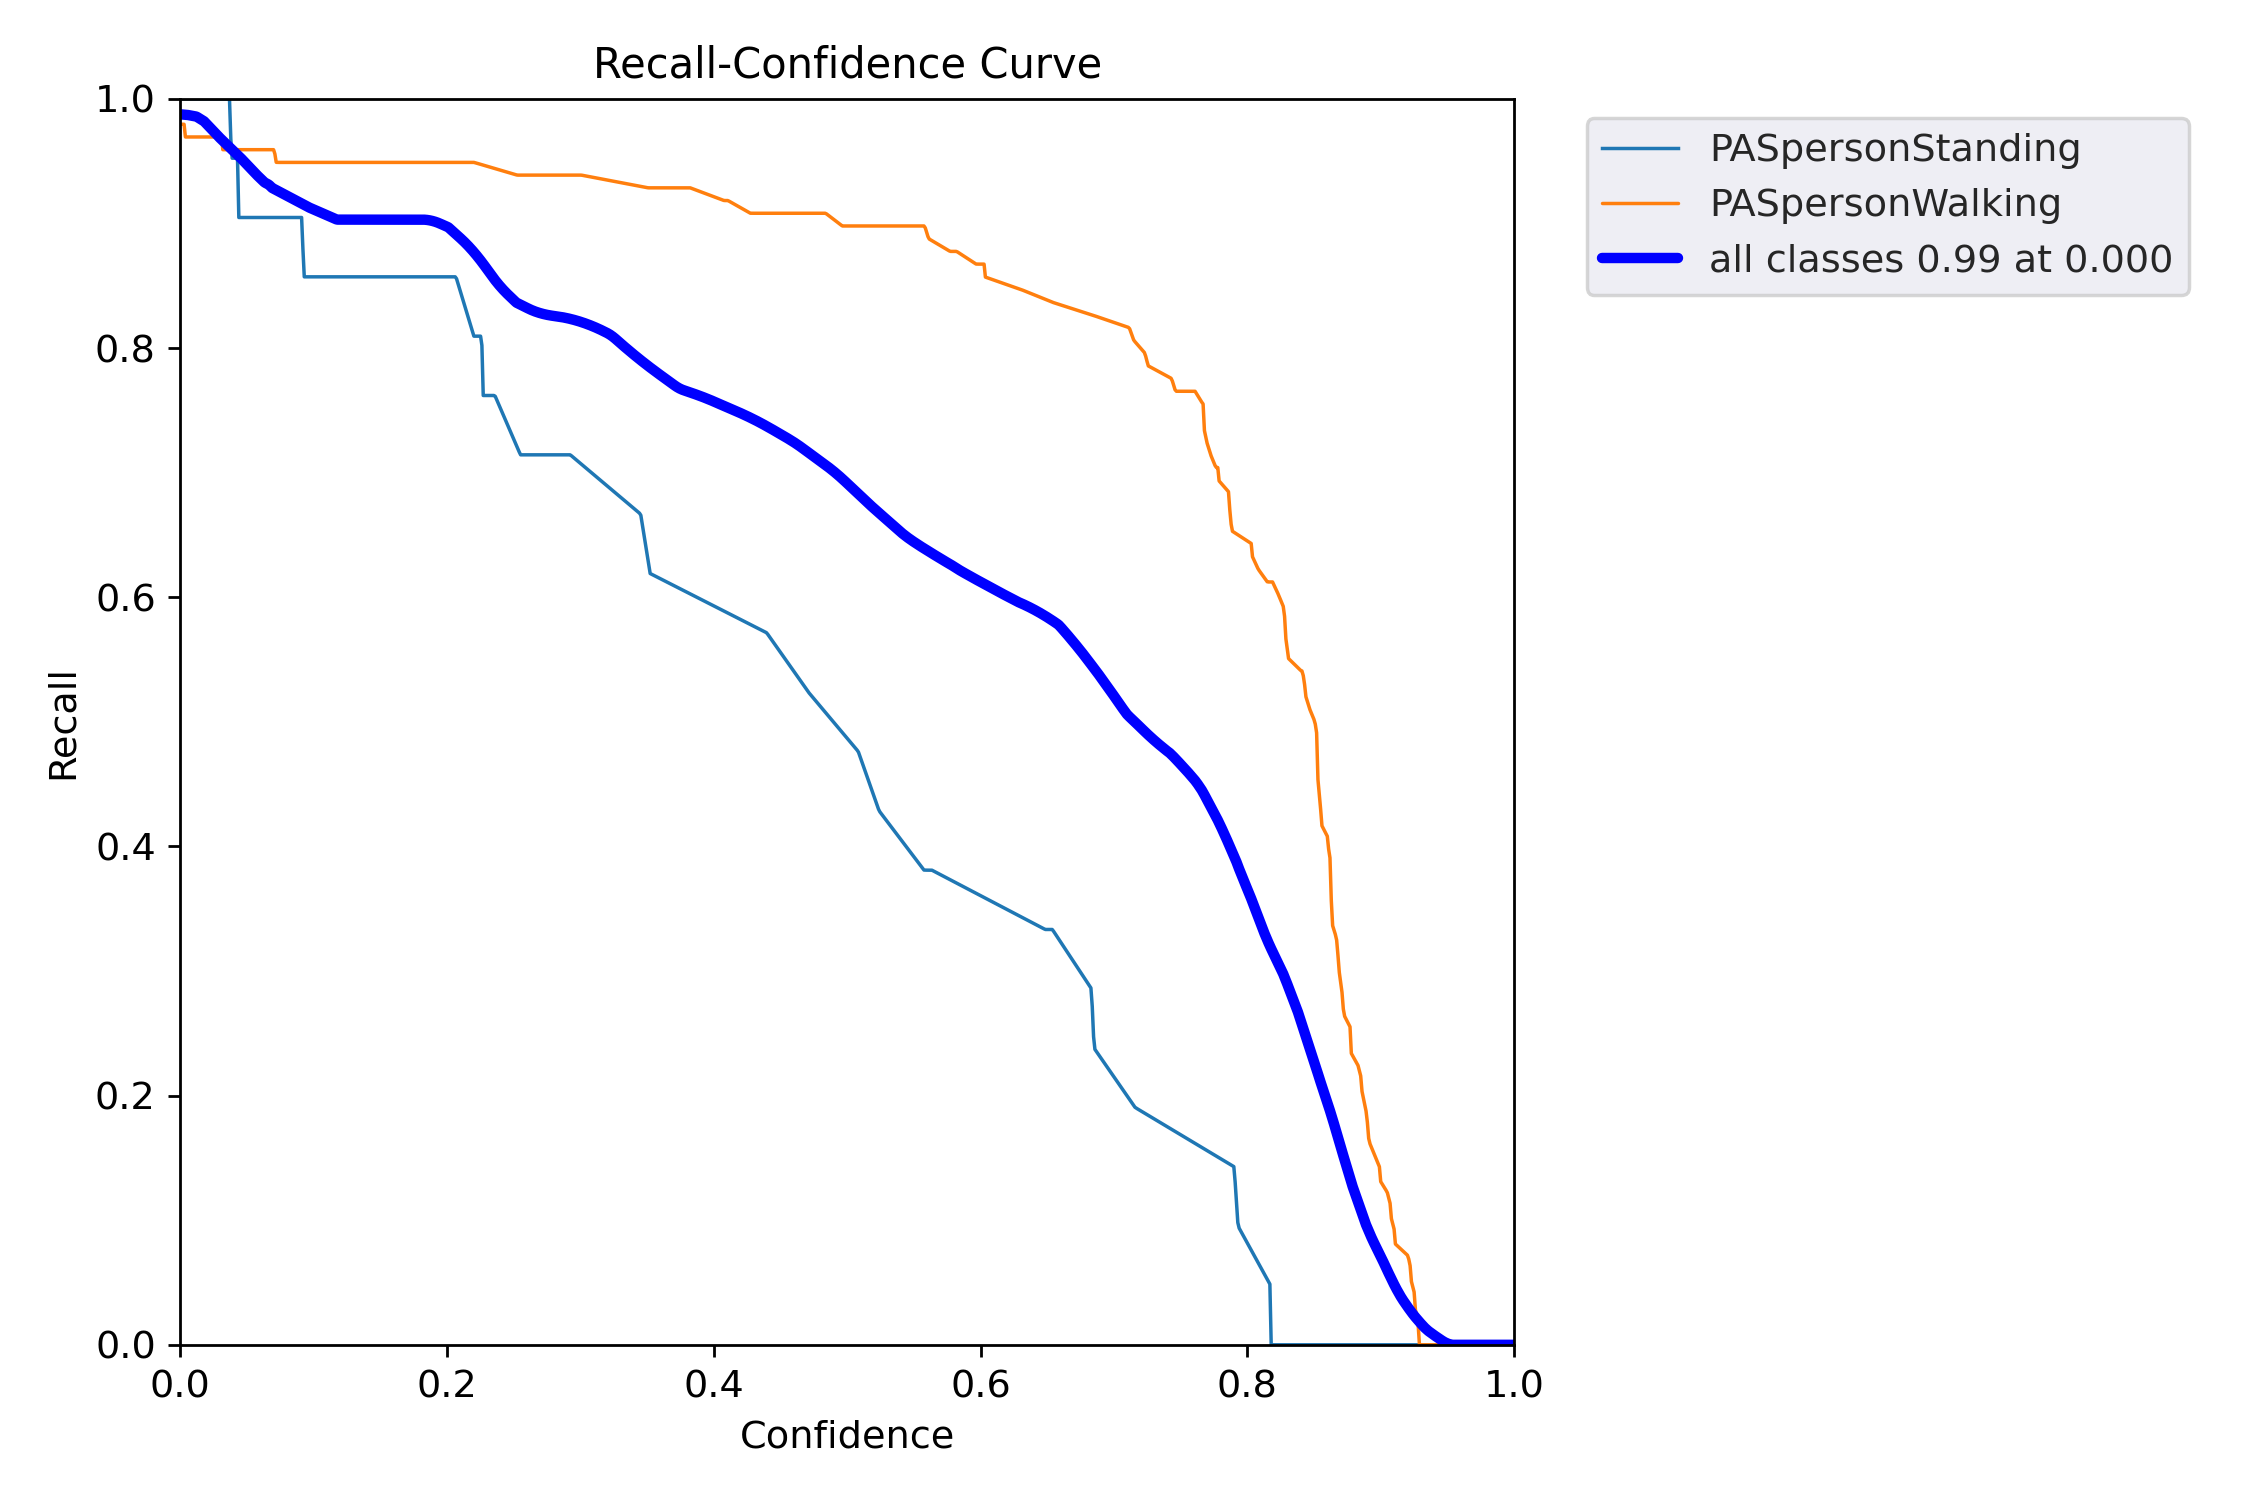 Recall-Confidence Curve
1.0
0.8
0.6
0.4
0.2
0.0
Recall
0.0 0.2 0.4 0.6 0.8 1.0
Confidence
PASpersonStanding
PASpersonWalking
all classes 0.99 at 0.000